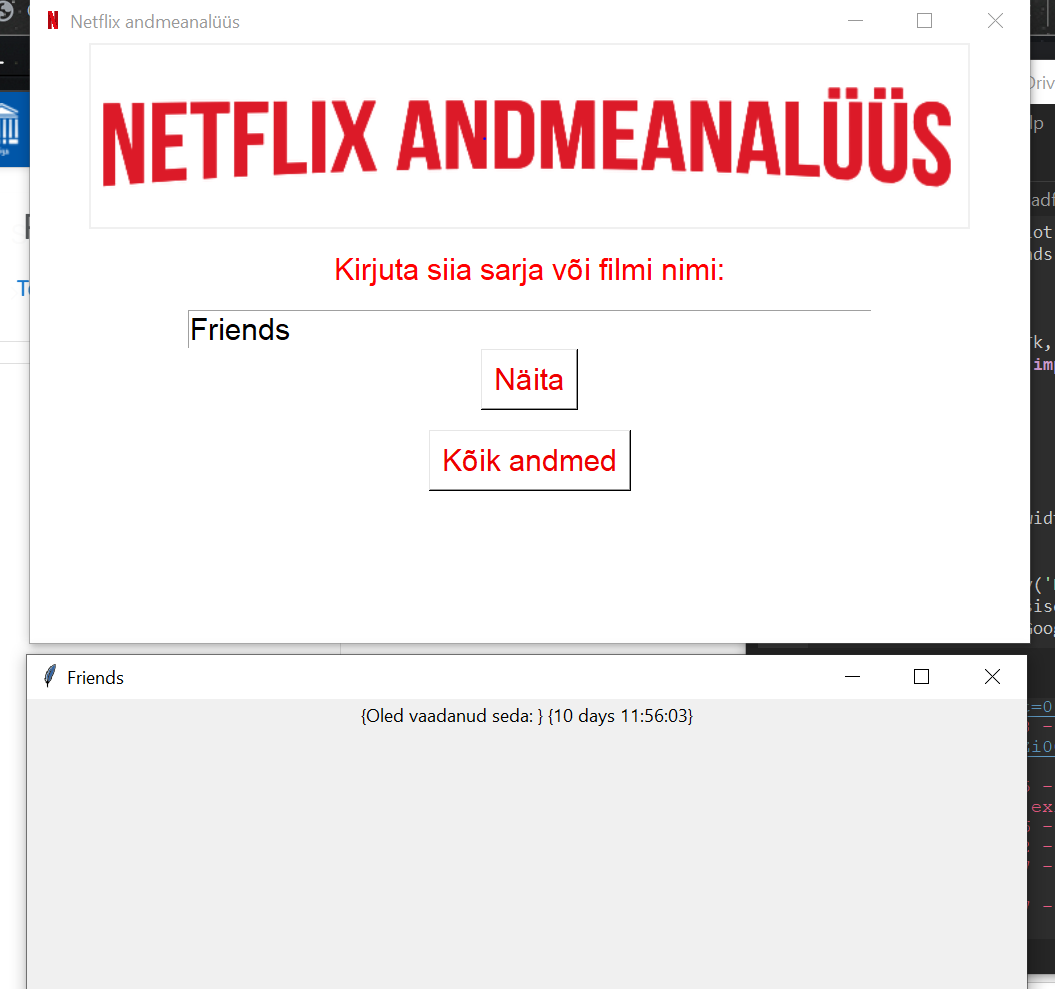 Netflix andmeanalüüs
NETFLIX ANDMEANALÜÜS
Kirjuta siia sarja või filmi nimi:
Friends
Näita
Kõik andmed
Friends
{Oled vaadanud seda: } {10 days 11:56:03}